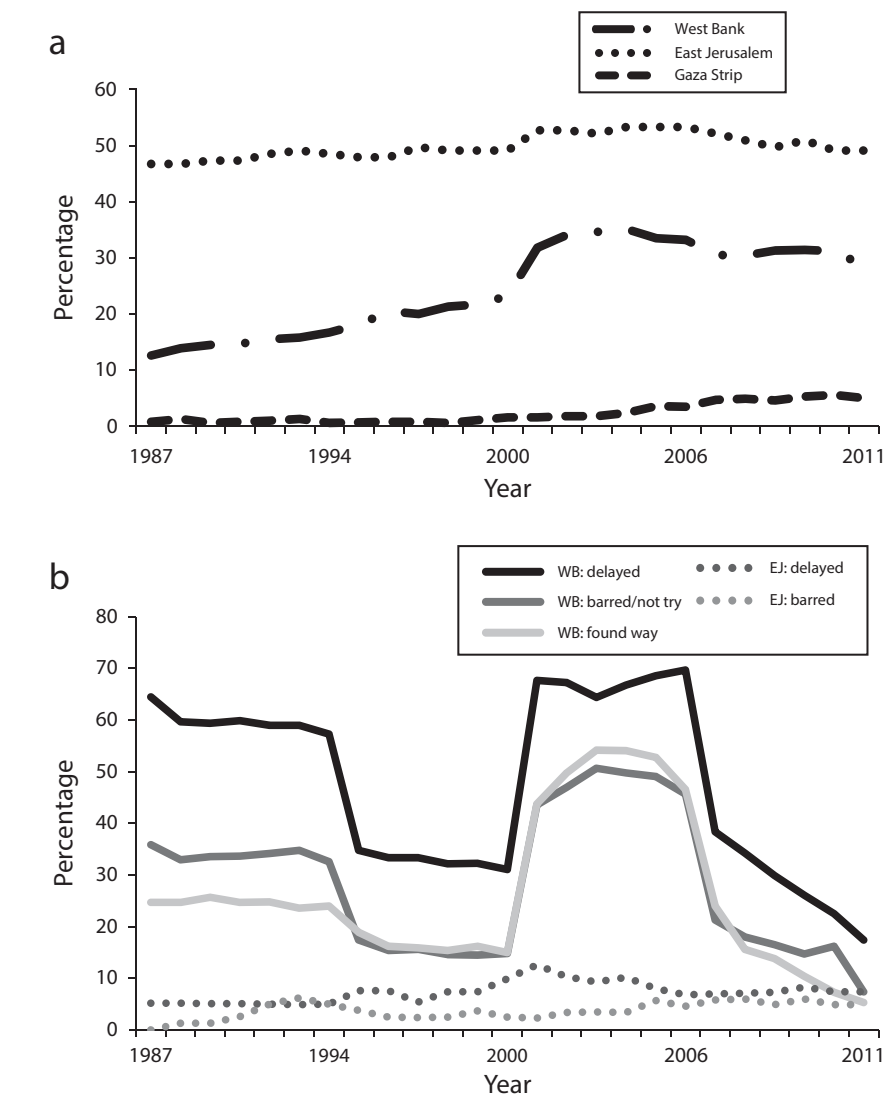 a
West Bank
East Jerusalem
Gaza Strip
60
50
40
30
20
10
0
Percentage
1987 1994 2000 2006 2011
Year
b
WB: delayed EJ: delayed
WB: barred/not try EJ: barred
WB: found way
80
70
60
50
40
30
20
10
0
Percentage
1987 1994 2000 2006 2011
Year